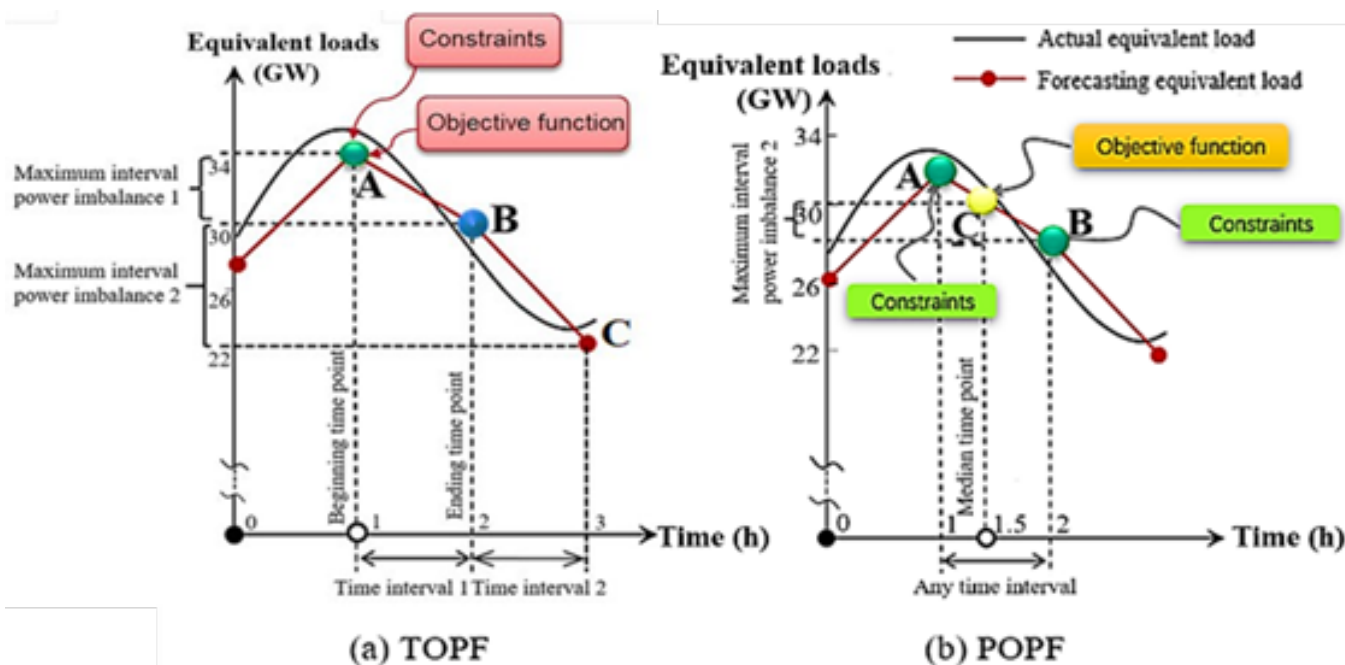 Equivalent loads
(GW)
Constraints
Objective function
Maximum interval
power imbalance 1
Maximum interval
power imbalance 2
34
30
26
22
A
B
C
Beginning time point
Ending time point
0
1
2
3
Time (h)
Time interval 1
Time interval 2
(a) TOPF
Actual equivalent load
Forecasting equivalent load
Equivalent loads
(GW)
Maximum interval
power imbalance 2
34
30
26
22
A
C
B
Objective function
Constraints
Constraints
Median time point
0
1
1.5
2
Time (h)
Any time interval
(b) POPF